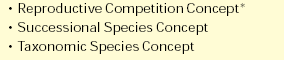 • Reproductive Competition Concept*
• Successional Species Concept
• Taxonomic Species Concept